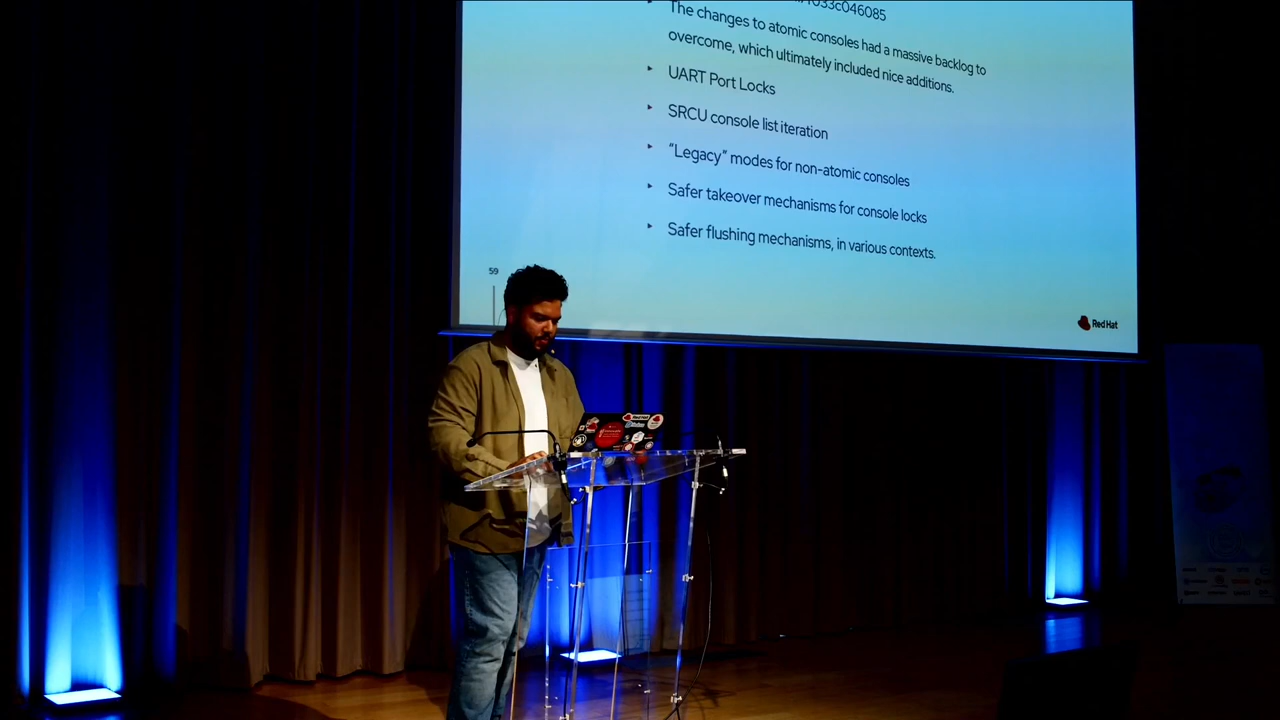 The changes to atomic consoles had a massive backlog to
overcome, which ultimately included nice additions.
UART Port Locks
SRCU console list iteration
“Legacy” modes for non-atomic consoles
Safer takeover mechanisms for console locks
Safer flushing mechanisms, in various contexts.
59
Red Hat
Red Hat